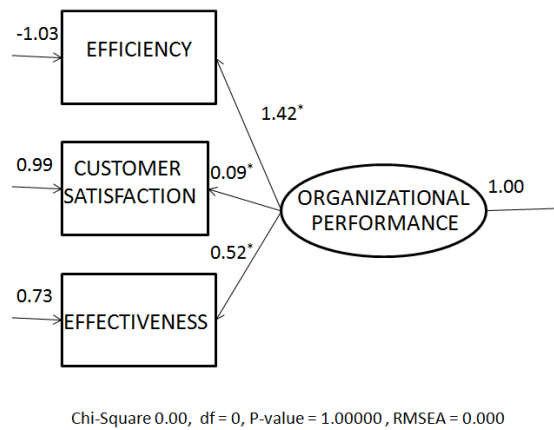 -1.03
EFFICIENCY
1.42*
0.99
CUSTOMER
SATISFACTION
0.09*
ORGANIZATIONAL
PERFORMANCE
1.00
0.52*
0.73
EFFECTIVENESS
Chi-Square 0.00, df = 0, P-value = 1.00000 , RMSEA = 0.000